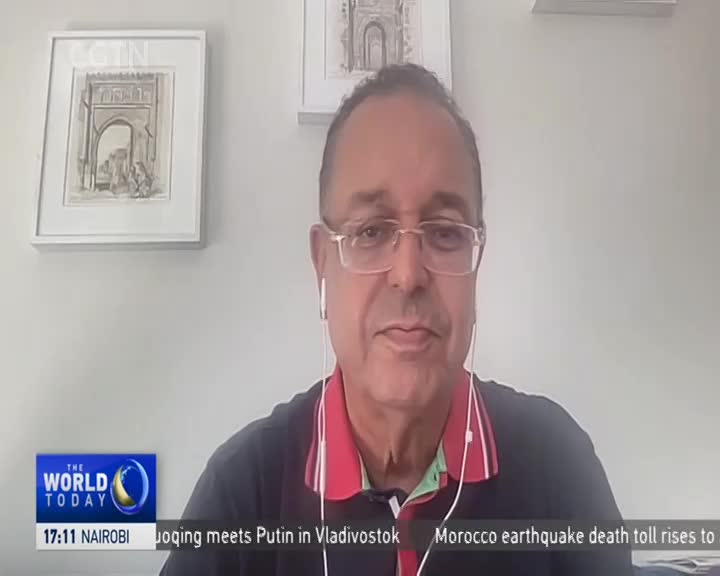 CGTN
THE
WORLD
TODAY
17:11 NAIROBI
uoqing meets Putin in Vladivostok Morocco earthquake death toll rises to